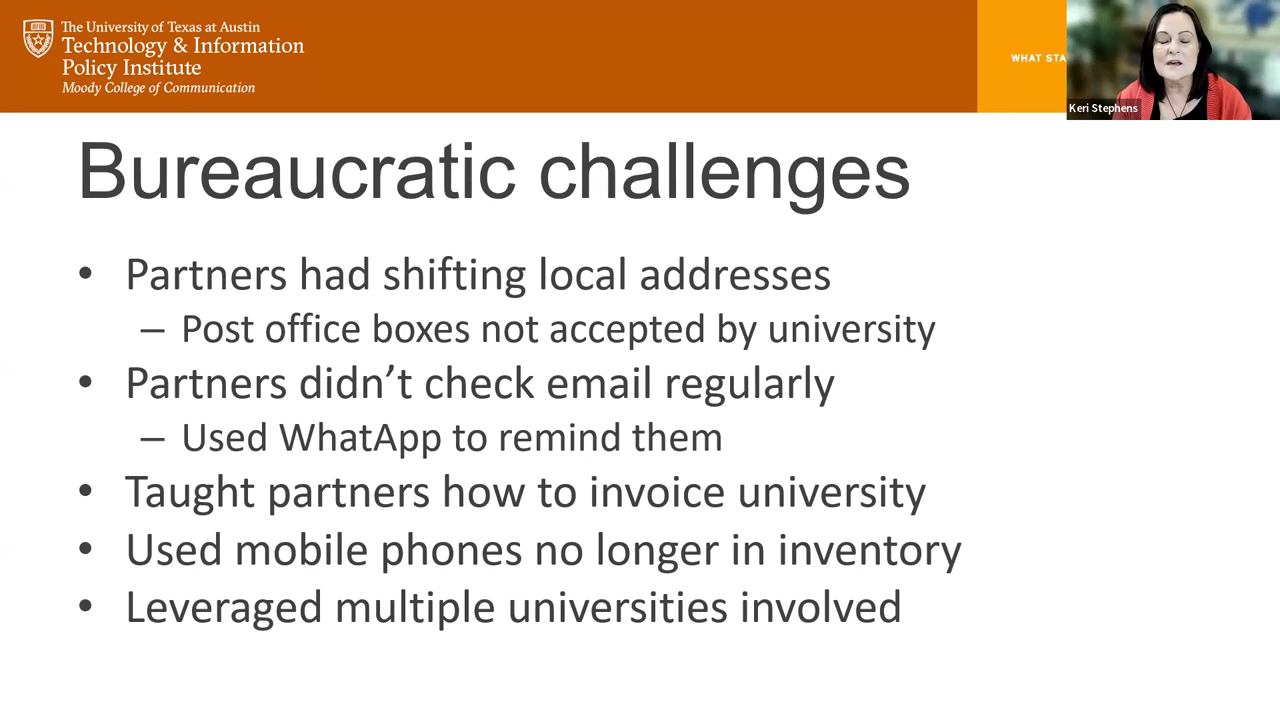 The University of Texas at Austin
Technology & Information
Policy Institute
Moody College of Communication
WHAT STA
Keri Stephens
Bureaucratic challenges
• Partners had shifting local addresses
– Post office boxes not accepted by university
• Partners didn’t check email regularly
– Used WhatApp to remind them
• Taught partners how to invoice university
• Used mobile phones no longer in inventory
• Leveraged multiple universities involved